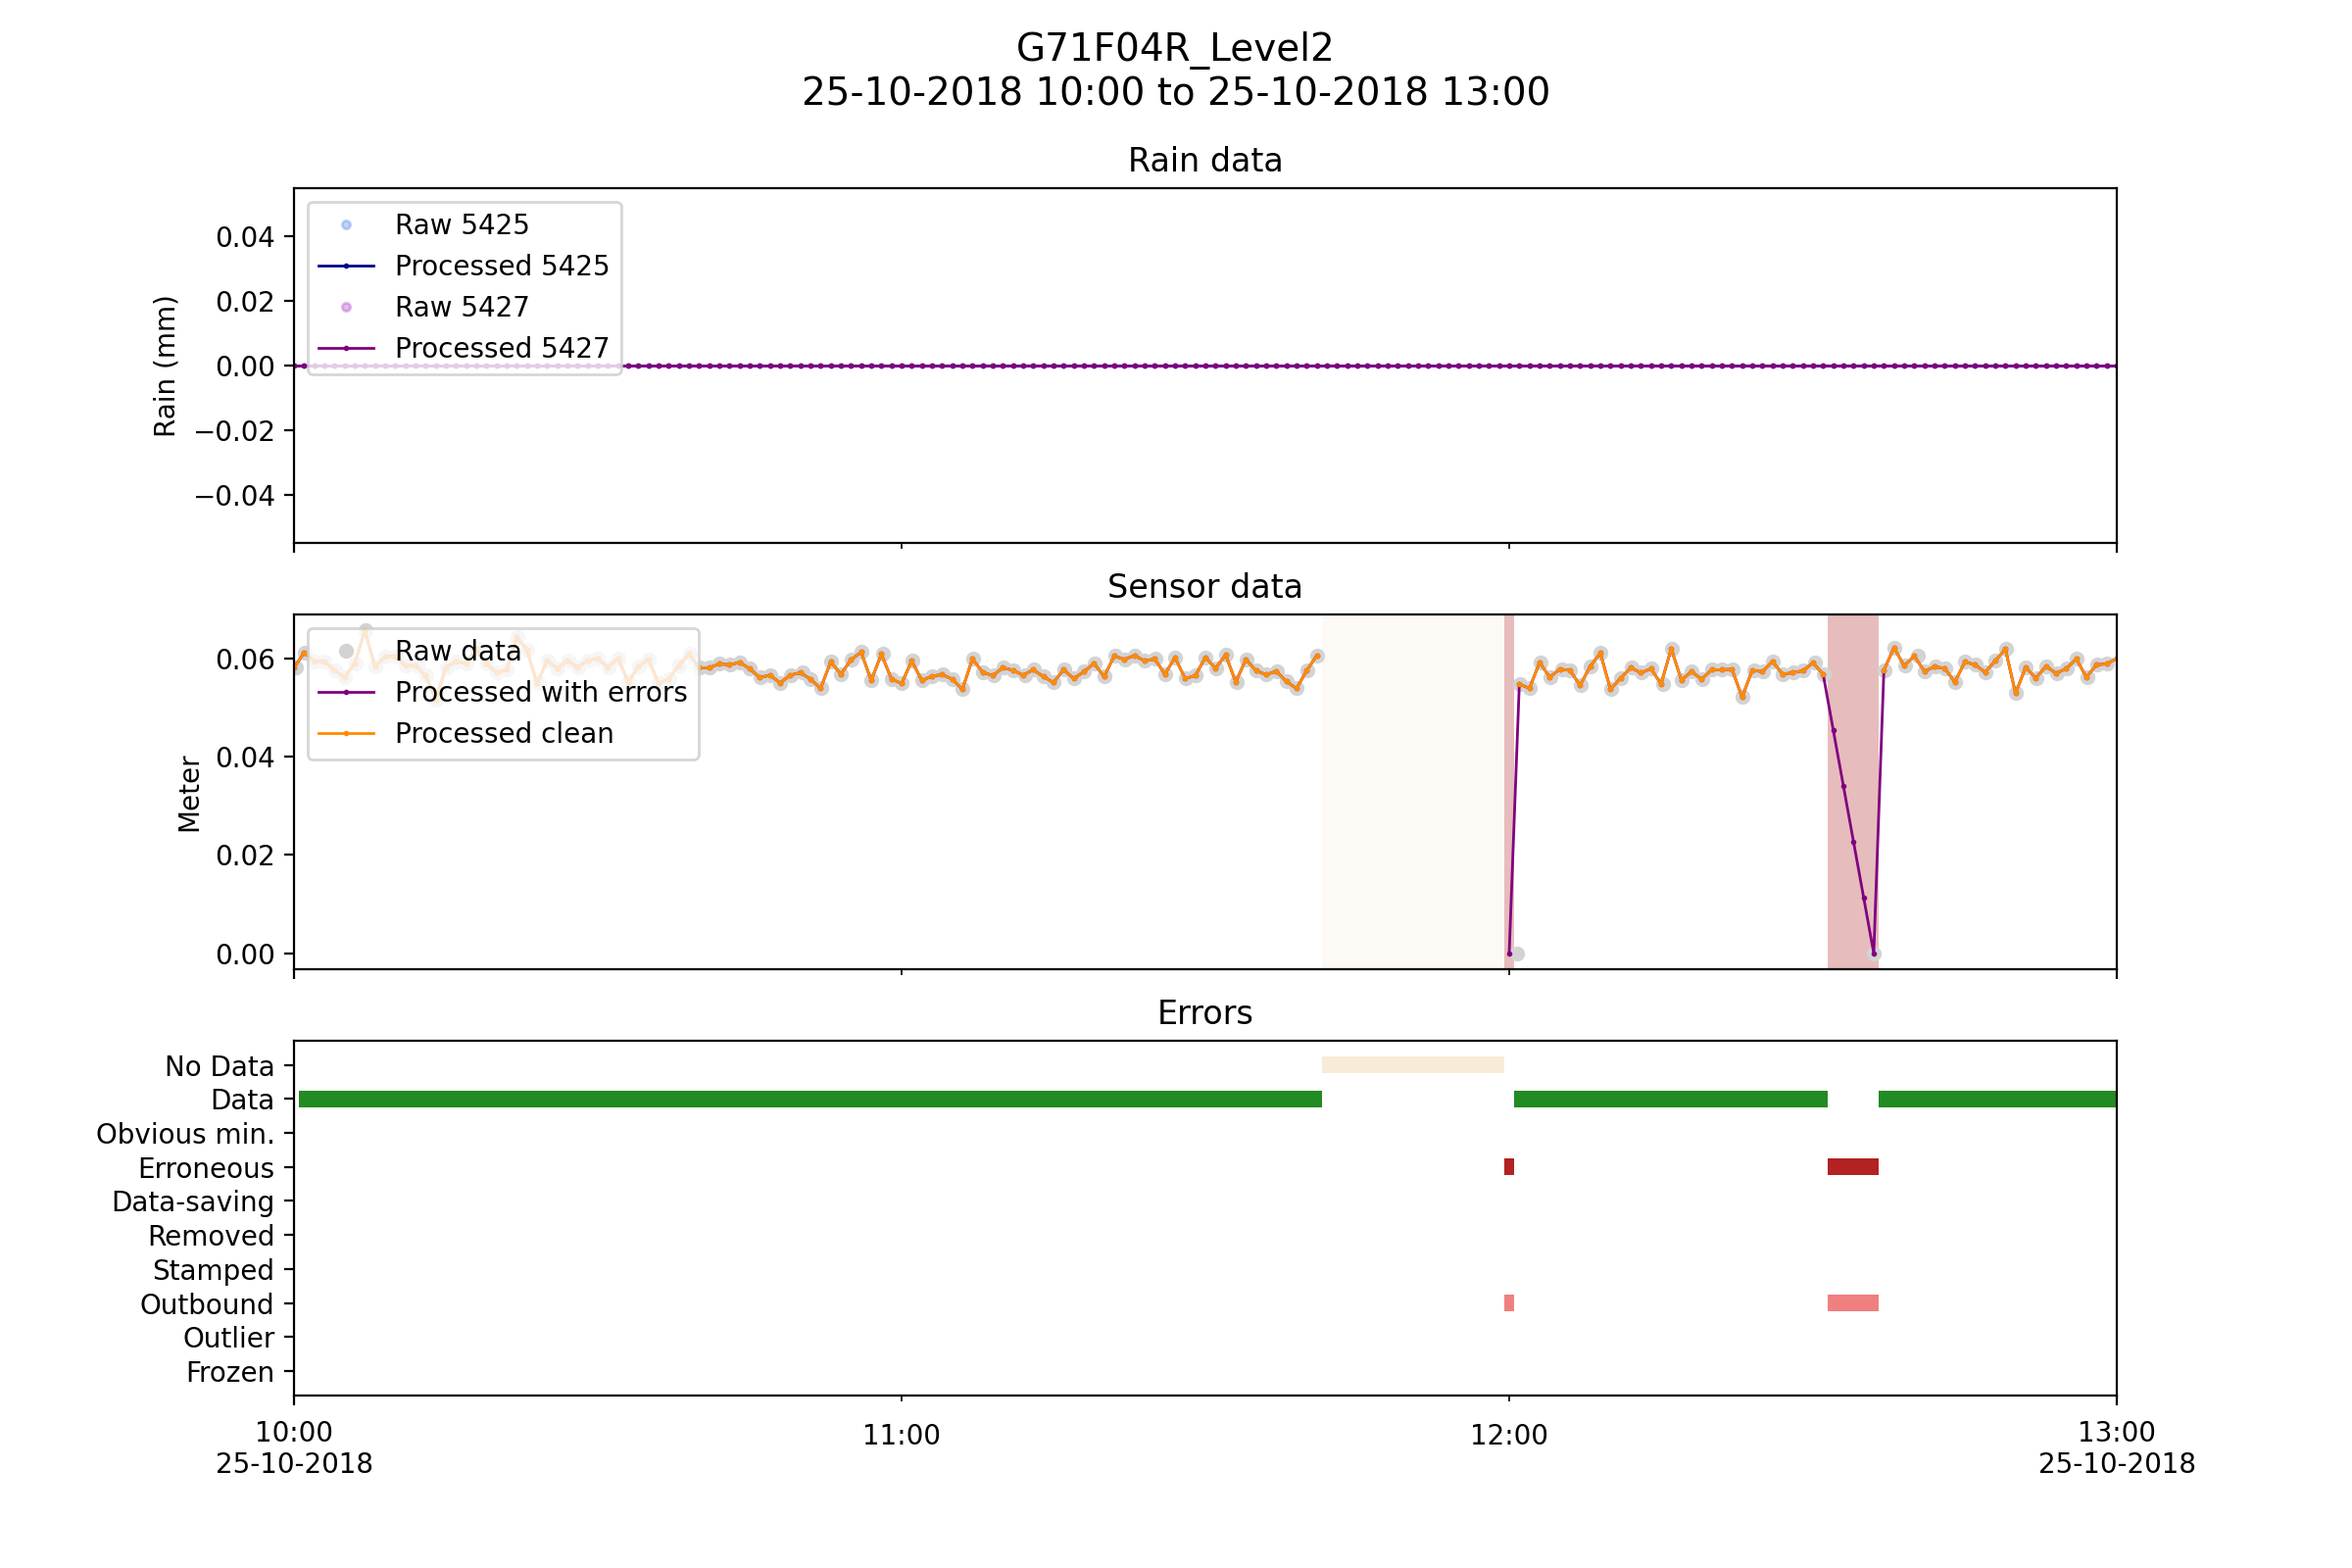 G71F04R_Level2
25-10-2018 10:00 to 25-10-2018 13:00
Rain data
Raw 5425
Processed 5425
Raw 5427
Processed 5427
0.04
0.02
0.00
−0.02
−0.04
Rain (mm)
Sensor data
Raw data
Processed with errors
Processed clean
0.06
0.04
0.02
0.00
Meter
Errors
No Data
Data
Obvious min.
Erroneous
Data-saving
Removed
Stamped
Outbound
Outlier
Frozen
10:00
25-10-2018
11:00
12:00
13:00
25-10-2018